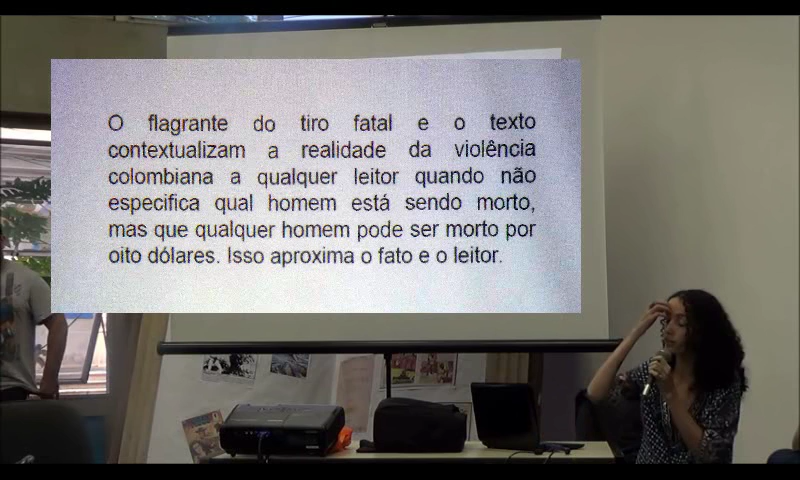 O flagrante do tiro fatal e o texto
contextualizam a realidade da violência
colombiana a qualquer leitor quando não
especifica qual homem está sendo morto,
mas que qualquer homem pode ser morto por
oito dólares. Isso aproxima o fato e o leitor.